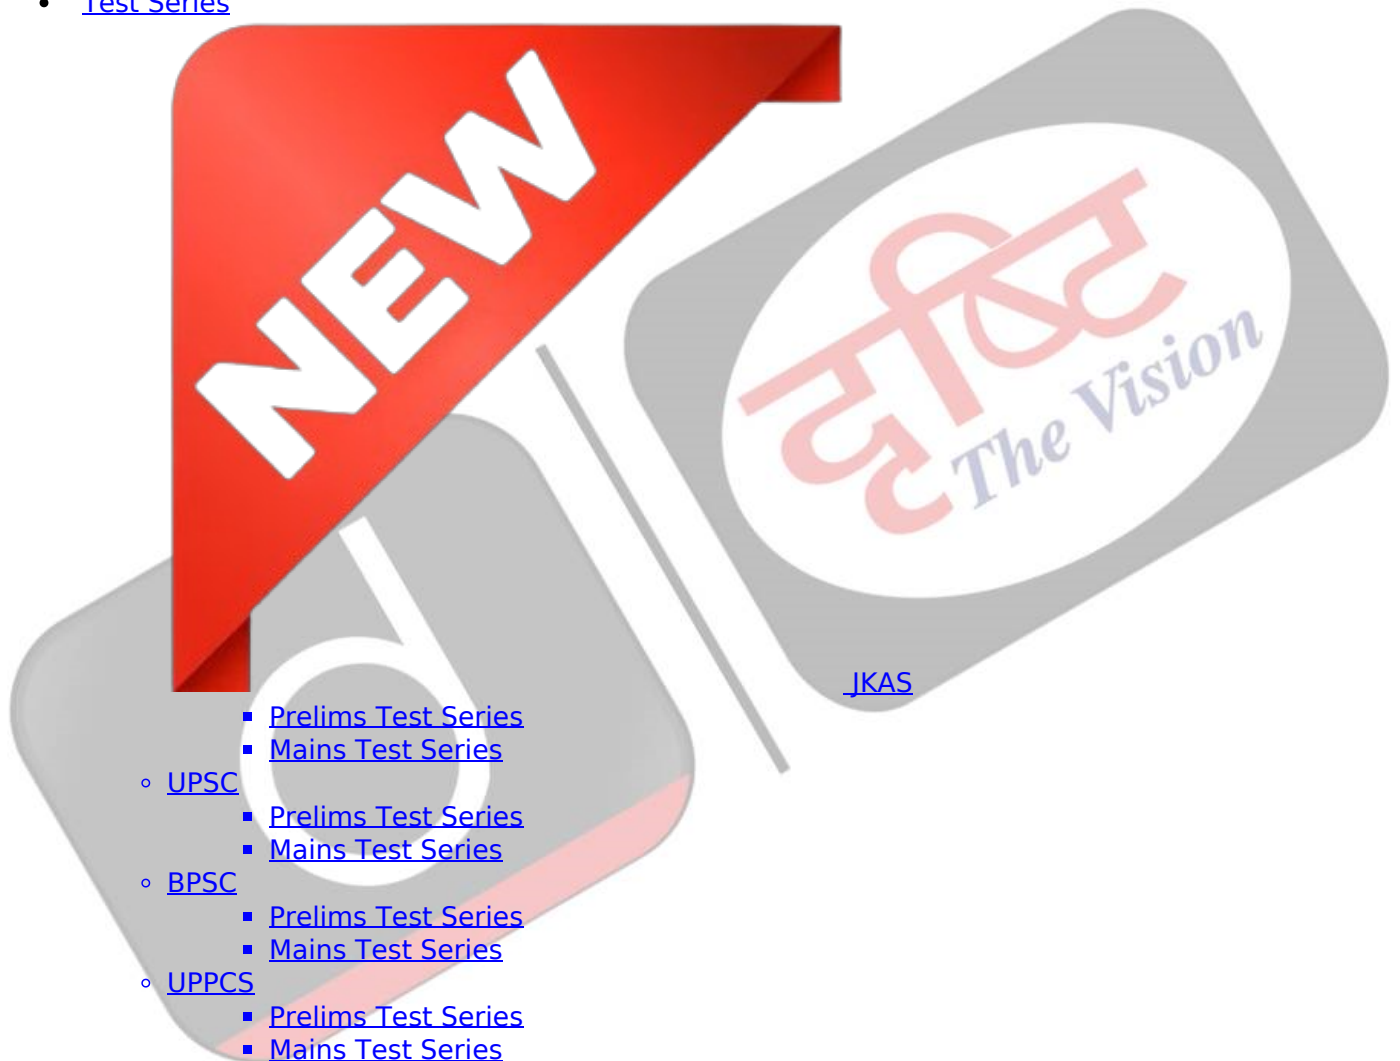 Test Series
NEW
दृष्टि
The Vision
d
JKAS
Prelims Test Series
Mains Test Series
UPSC
Prelims Test Series
Mains Test Series
BPSC
Prelims Test Series
Mains Test Series
UPPCS
Prelims Test Series
Mains Test Series